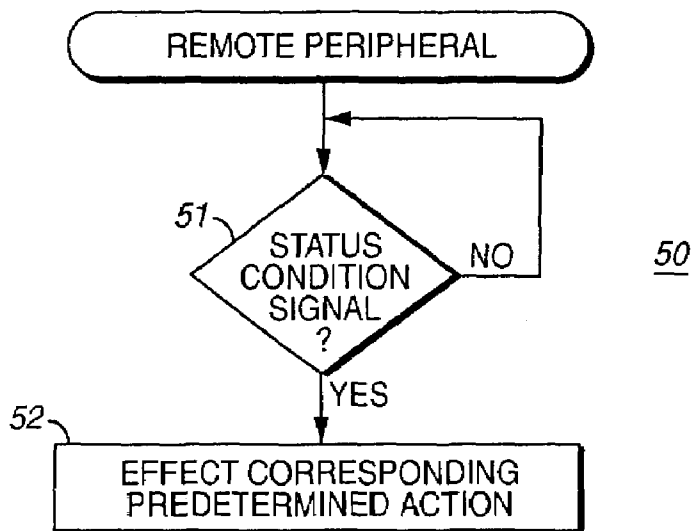 REMOTE PERIPHERAL
51
STATUS
CONDITION
SIGNAL
?
NO
50
YES
52
EFFECT CORRESPONDING
PREDETERMINED ACTION